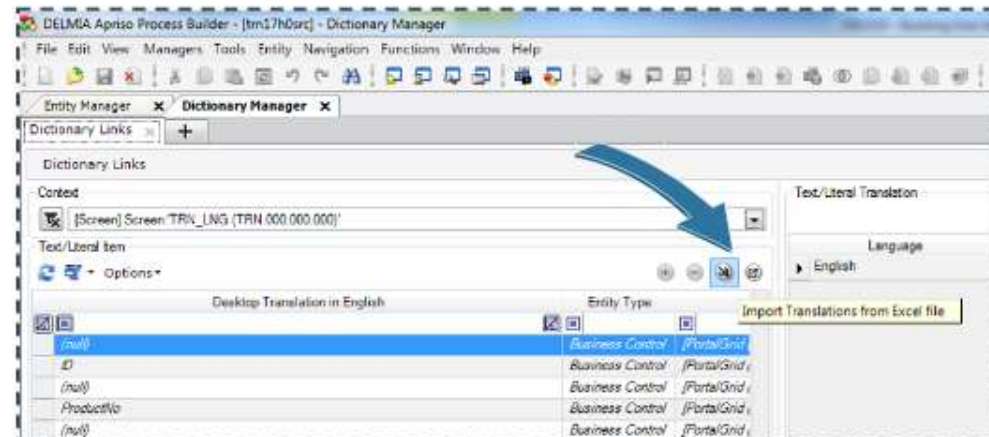 DELMIA Apriso Process Builder - [trn17h0src] - Dictionary Manager
File Edit View Managers Tools Entity Navigation Functions Window Help
Entity Manager Dictionary Manager
Dictionary Links +
Dictionary Links
Context Text/Literal Translation
[Screen] Screen 'TRN_LNG (TRN.000.000.000)'
Text/Literal Item Language
Options English
Desktop Translation in English Entity Type
Import Translations from Excel file
(null) Business Control [PortalGrid
ID Business Control [PortalGrid
(null) Business Control [PortalGrid
ProductNo Business Control [PortalGrid
(null) Business Control [PortalGrid